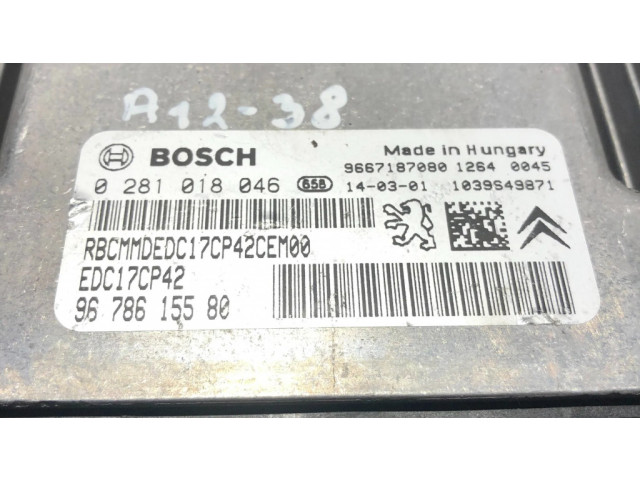 A12-38
BOSCH
Made in Hungary
9667187080 1264 0045
0 281 018 046 658 14-03-01 1039S49871
RBCMMDEDC17CP42CEM00
EDC17CP42
96 786 155 80